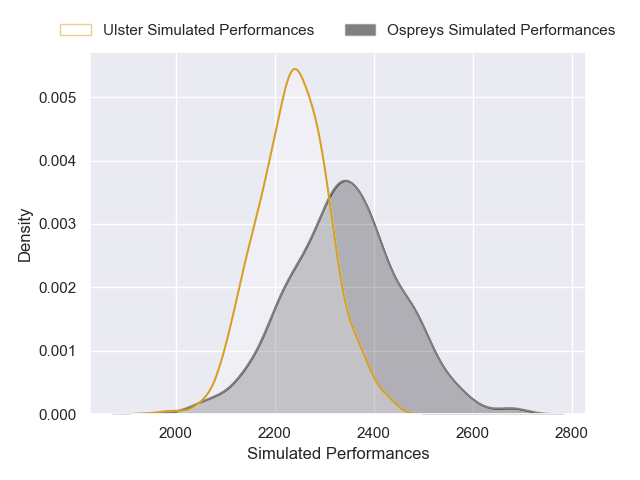 Ulster Simulated Performances Ospreys Simulated Performances
0.005
0.004
0.003
0.002
0.001
0.000
2000 2200 2400 2600 2800
Density
Simulated Performances